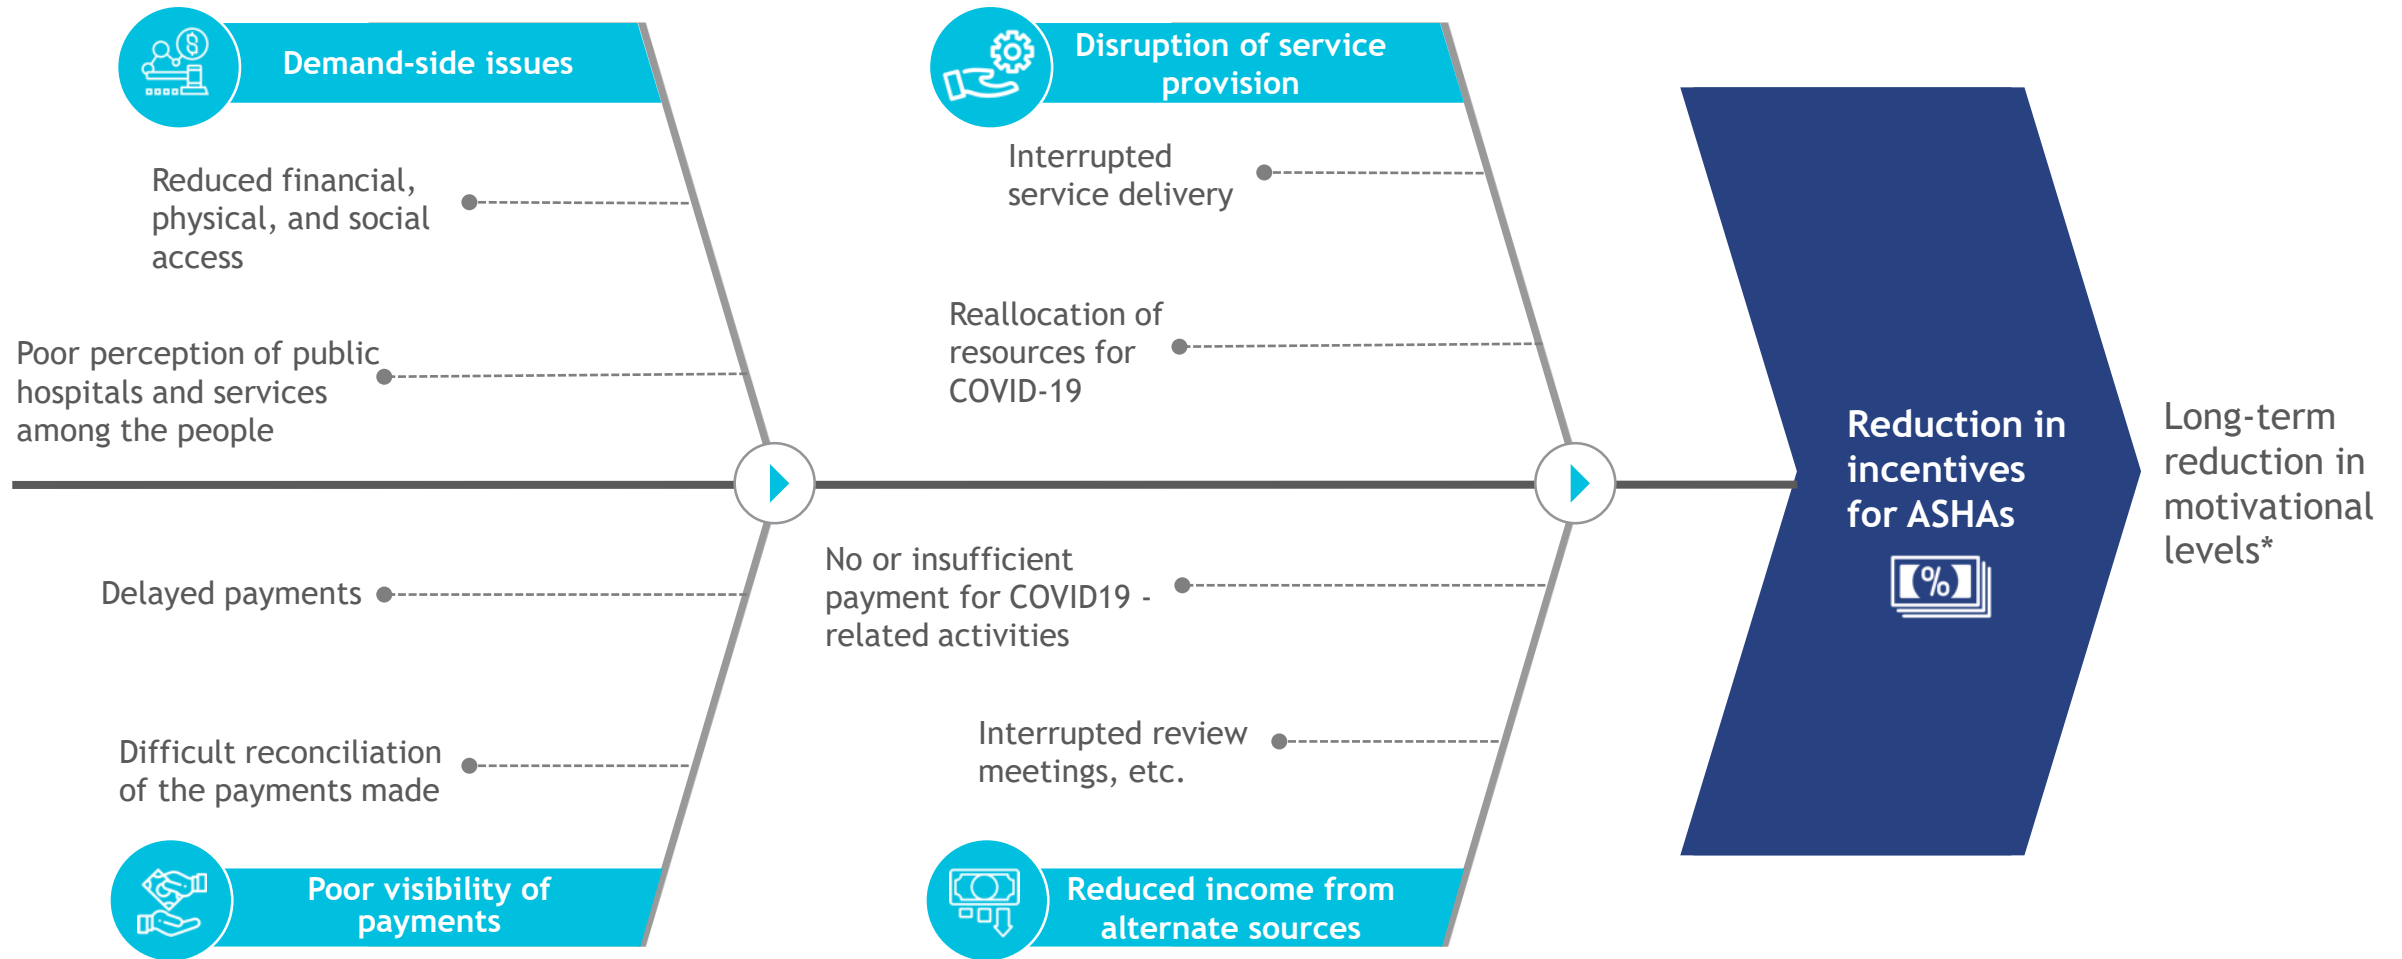 Demand-side issues
Reduced financial,
physical, and social
access
Poor perception of public
hospitals and services
among the people
Disruption of service
provision
Interrupted
service delivery
Reallocation of
resources for
COVID-19
Delayed payments
Difficult reconciliation
of the payments made
Poor visibility of
payments
No or insufficient
payment for COVID19 -
related activities
Interrupted review
meetings, etc.
Reduced income from
alternate sources
Reduction in
incentives
for ASHAs
(%)
Long-term
reduction in
motivational
levels*